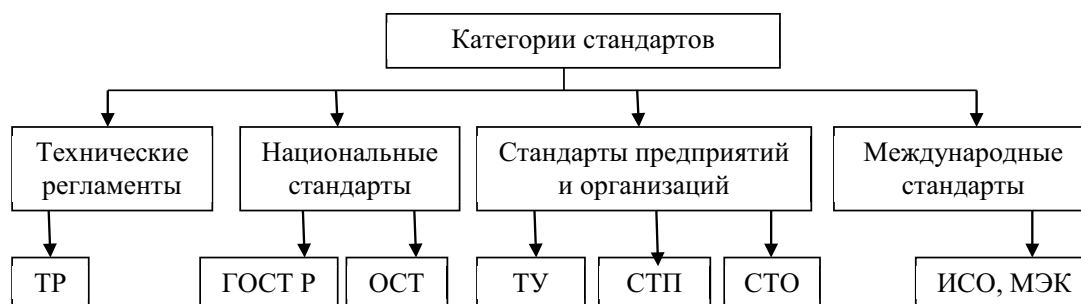 Категории стандартов
Технические
регламенты
Национальные
стандарты
Стандарты предприятий
и организаций
Международные
стандарты
ТР
ГОСТ Р
ОСТ
ТУ
СТП
СТО
ИСО, МЭК